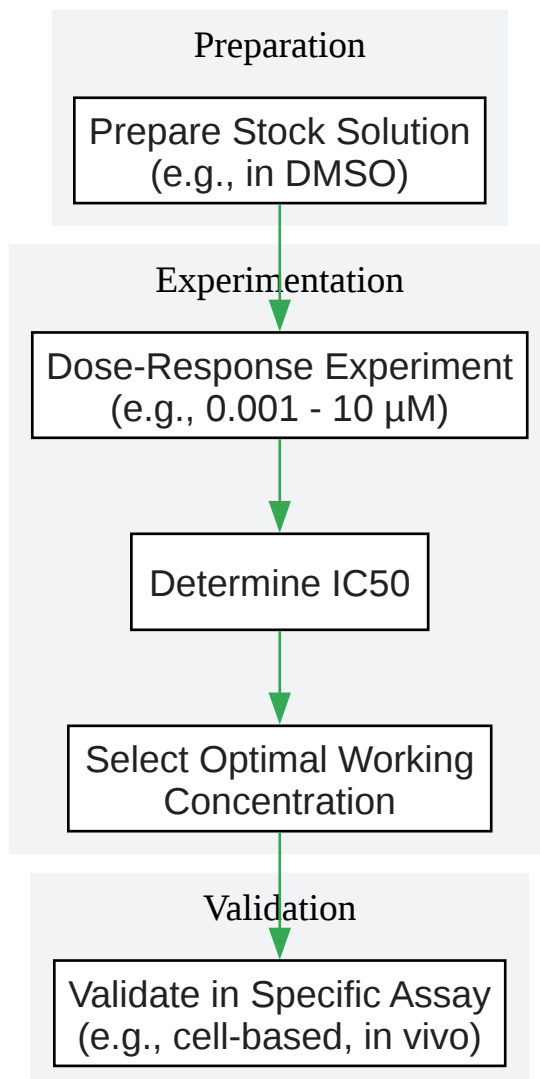 Preparation
Prepare Stock Solution
(e.g., in DMSO)
Experimentation
Dose-Response Experiment
(e.g., 0.001 - 10 µM)
Determine IC50
Select Optimal Working
Concentration
Validation
Validate in Specific Assay
(e.g., cell-based, in vivo)